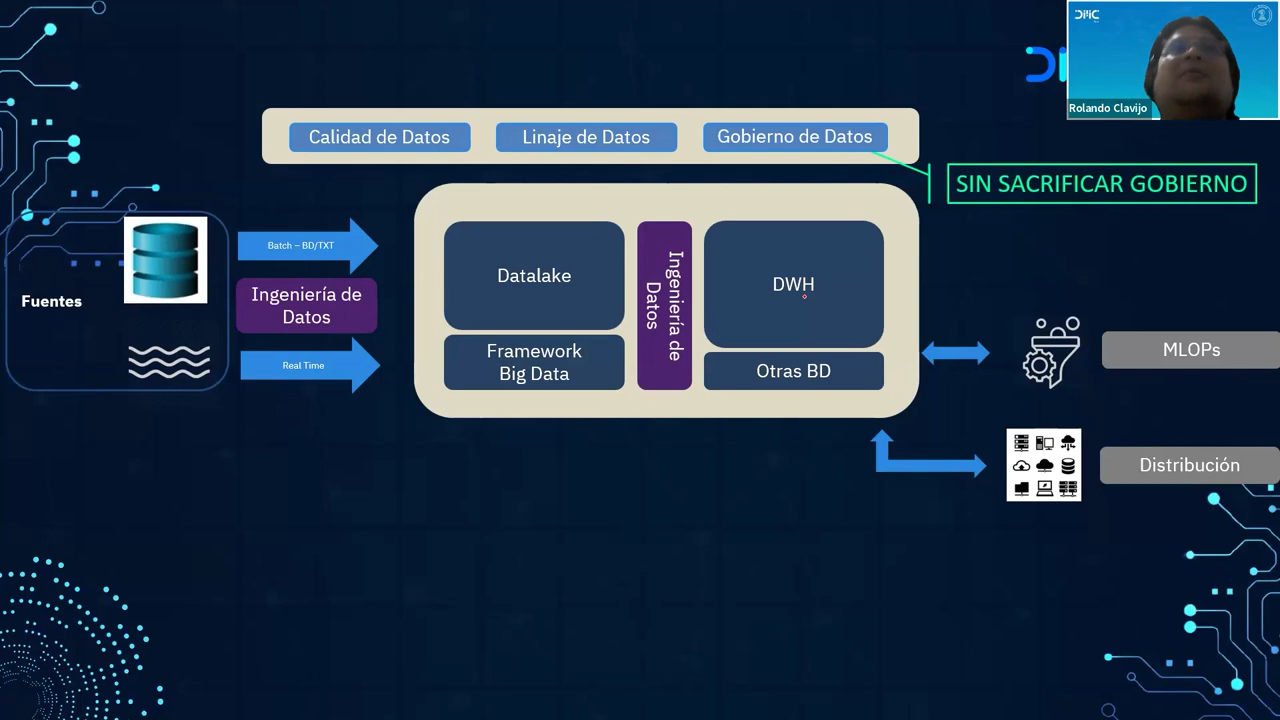 DMC
Rolando Clavijo
Calidad de Datos
Linaje de Datos
Gobierno de Datos
SIN SACRIFICAR GOBIERNO
Fuentes
Batch – BD/TXT
Ingeniería de
Datos
Real Time
Datalake
Framework
Big Data
Ingeniería de
Datos
DWH
Otras BD
MLOPs
Distribución